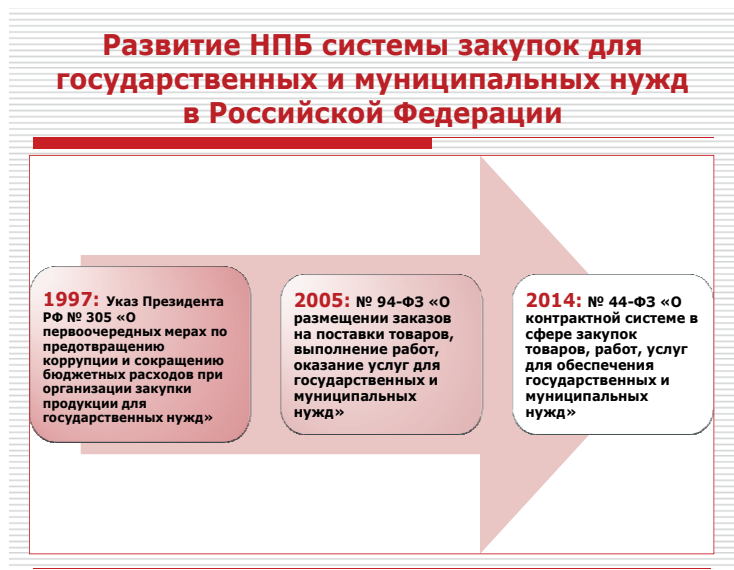 Развитие НПБ системы закупок для
государственных и муниципальных нужд
в Российской Федерации
1997: Указ Президента
РФ № 305 «О
первоочередных мерах по
предотвращению
коррупции и сокращению
бюджетных расходов при
организации закупки
продукции для
государственных нужд»
2005: № 94-ФЗ «О
размещении заказов
на поставки товаров,
выполнение работ,
оказание услуг для
государственных и
муниципальных
нужд»
2014: № 44-ФЗ «О
контрактной системе в
сфере закупок
товаров, работ, услуг
для обеспечения
государственных и
муниципальных
нужд»